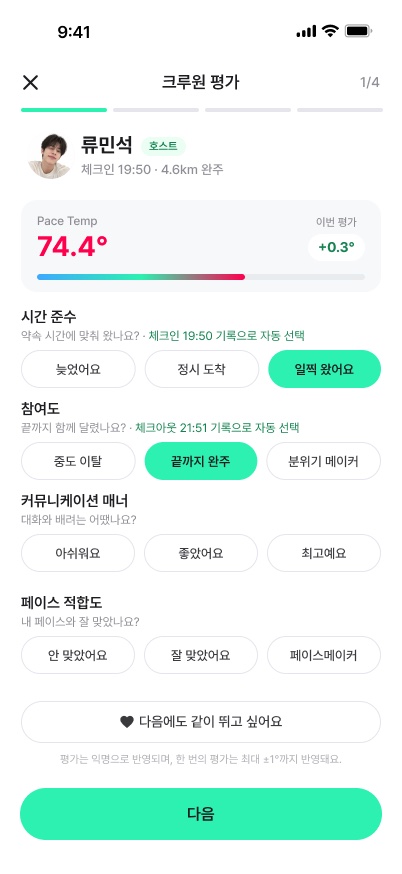 9:41
크루원 평가
1/4
류민석 호스트
체크인 19:50 · 4.6km 완주
Pace Temp
이번 평가
74.4°
+0.3°
시간 준수
약속 시간에 맞춰 왔나요? · 체크인 19:50 기록으로 자동 선택
늦었어요 정시 도착 일찍 왔어요
참여도
끝까지 함께 달렸나요? · 체크아웃 21:51 기록으로 자동 선택
중도 이탈 끝까지 완주 분위기 메이커
커뮤니케이션 매너
대화와 배려는 어땠나요?
아쉬워요 좋았어요 최고예요
페이스 적합도
내 페이스와 잘 맞았나요?
안 맞았어요 잘 맞았어요 페이스메이커
다음에도 같이 뛰고 싶어요
평가는 익명으로 반영되며, 한 번의 평가는 최대 ±1°까지 반영돼요.
다음